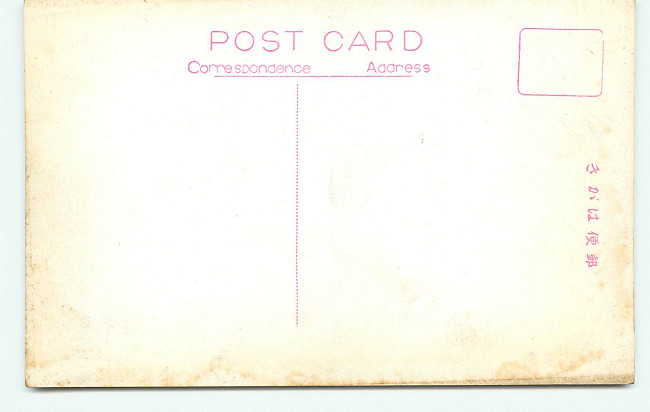 POST CARD
Correspondence Address
きがは便郵